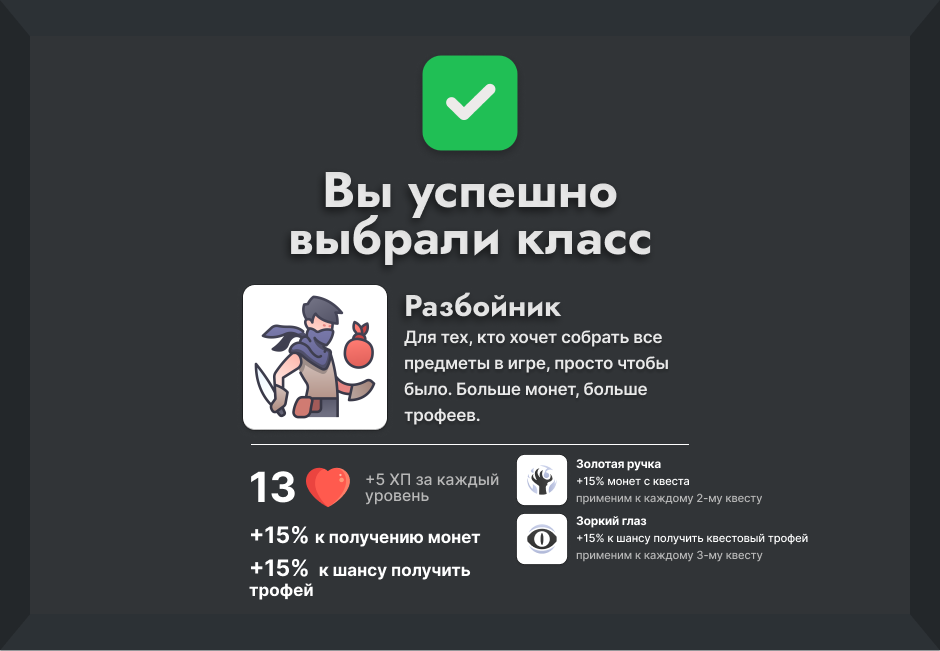 Вы успешно
выбрали класс
Разбойник
Для тех, кто хочет собрать все
предметы в игре, просто чтобы
было. Больше монет, больше
трофеев.
13
+5 ХП за каждый
уровень
+15% к получению монет
+15% к шансу получить
трофей
Золотая ручка
+15% монет с квеста
применим к каждому 2-му квесту
Зоркий глаз
+15% к шансу получить квестовый трофей
применим к каждому 3-му квесту